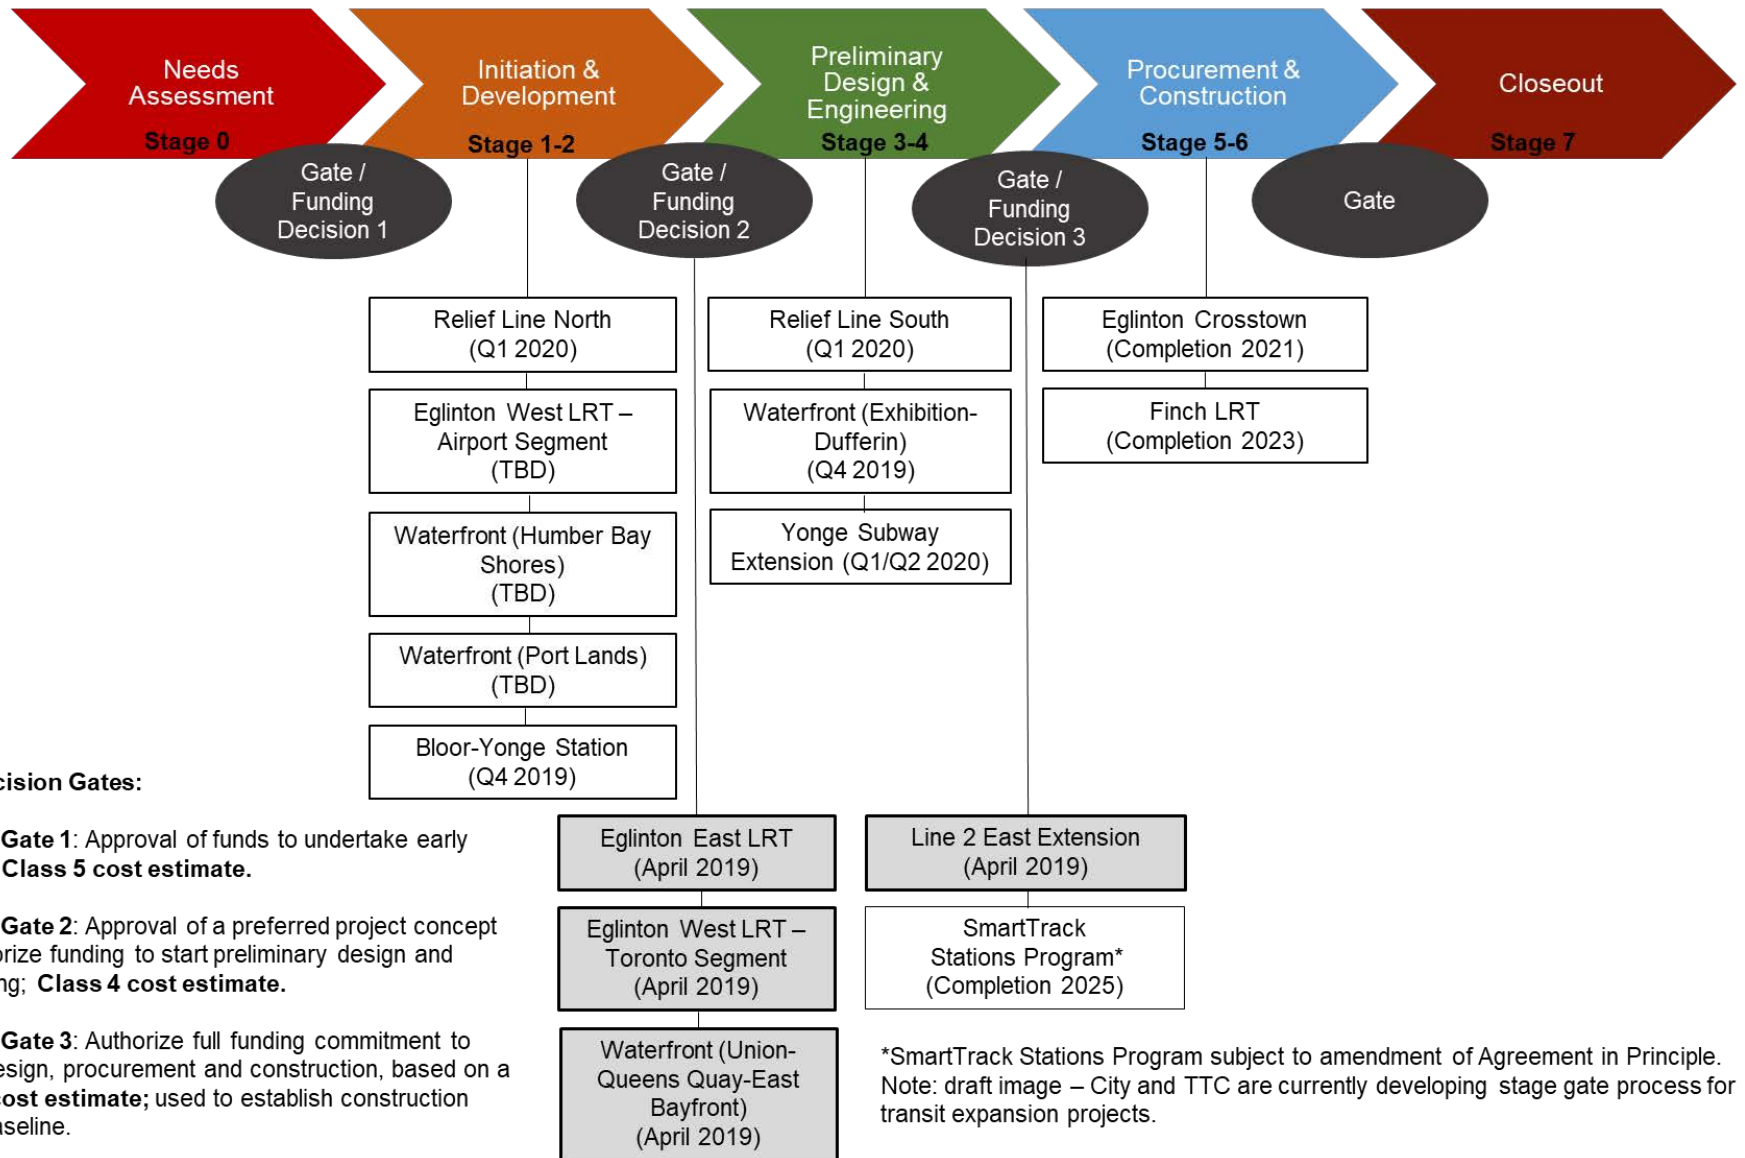 Needs
Assessment
Stage 0
Initiation &
Development
Stage 1-2
Preliminary
Design &
Engineering
Stage 3-4
Procurement &
Construction
Stage 5-6
Closeout
Stage 7
Gate /
Funding
Decision 1
Gate /
Funding
Decision 2
Gate /
Funding
Decision 3
Gate
Relief Line North
(Q1 2020)
Eglinton West LRT –
Airport Segment
(TBD)
Waterfront (Humber Bay
Shores)
(TBD)
Waterfront (Port Lands)
(TBD)
Bloor-Yonge Station
(Q4 2019)
Relief Line South
(Q1 2020)
Waterfront (Exhibition-
Dufferin)
(Q4 2019)
Yonge Subway
Extension (Q1/Q2 2020)
Eglinton Crosstown
(Completion 2021)
Finch LRT
(Completion 2023)
Eglinton East LRT
(April 2019)
Eglinton West LRT –
Toronto Segment
(April 2019)
Waterfront (Union-
Queens Quay-East
Bayfront)
(April 2019)
Line 2 East Extension
(April 2019)
SmartTrack
Stations Program*
(Completion 2025)
cision Gates:
Gate 1: Approval of funds to undertake early
Class 5 cost estimate.
Gate 2: Approval of a preferred project concept
orize funding to start preliminary design and
ng; Class 4 cost estimate.
Gate 3: Authorize full funding commitment to
esign, procurement and construction, based on a
cost estimate; used to establish construction
aseline.
*SmartTrack Stations Program subject to amendment of Agreement in Principle.
Note: draft image – City and TTC are currently developing stage gate process for
transit expansion projects.